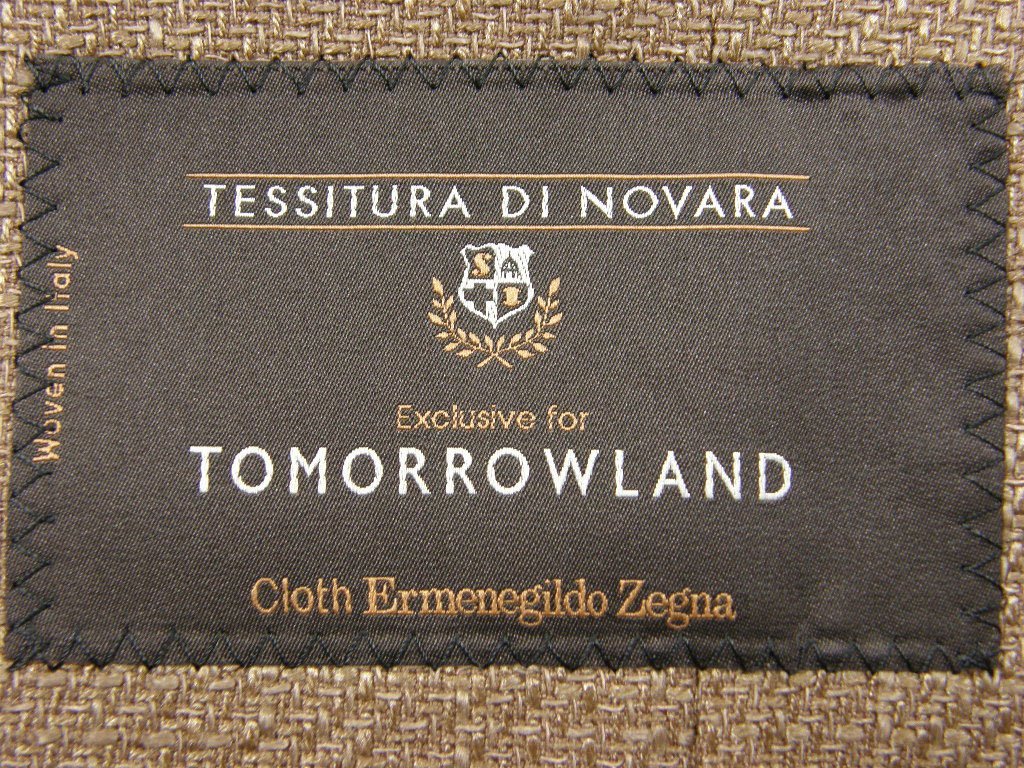 TESSITURA DI NOVARA
S
I
Exclusive for
TOMORROWLAND
Cloth Ermenegildo Zegna
Woven in Italy